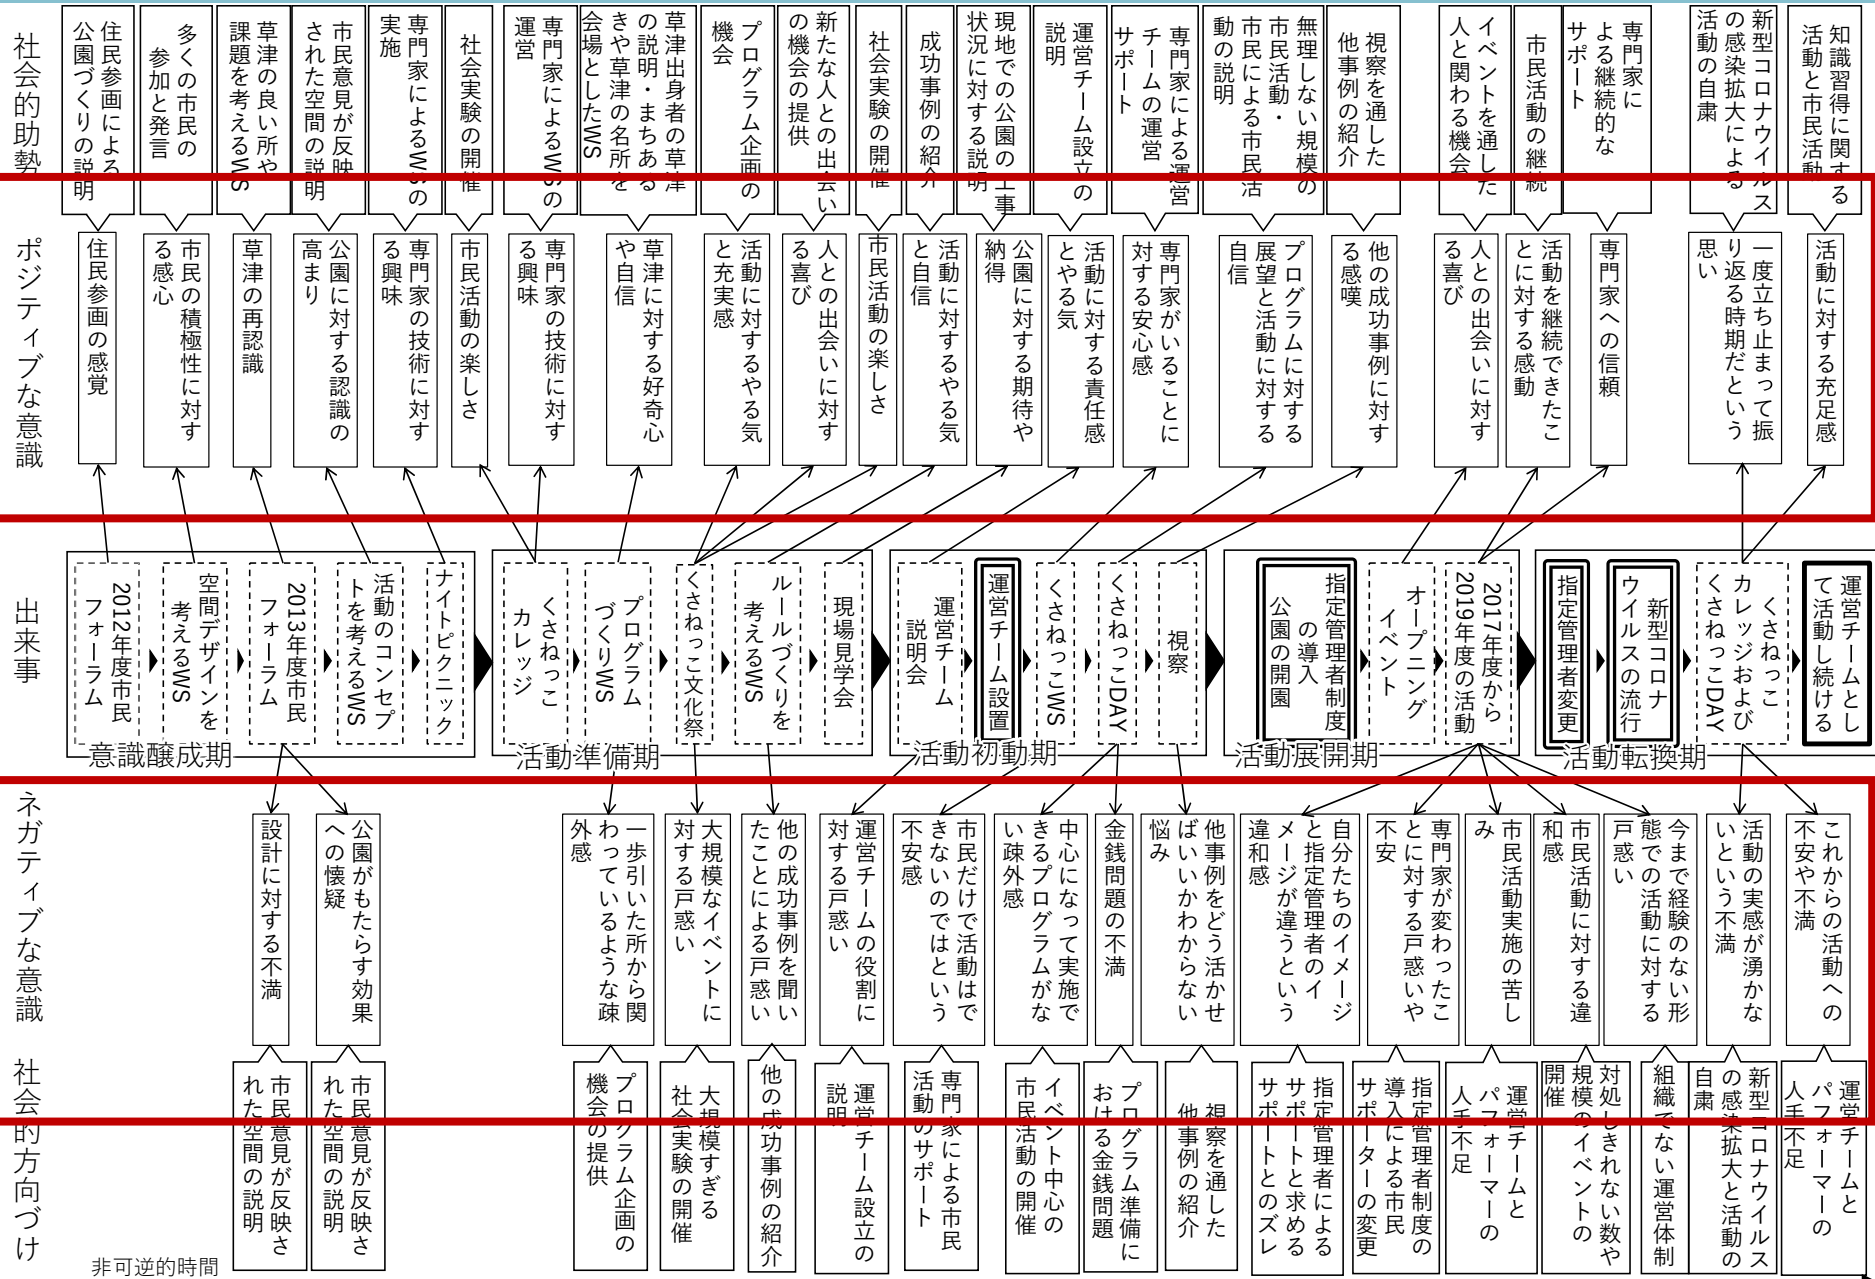 社会的助勢
住民参画による
公園づくりの説明
多くの市民の
参加と発言
草津の良い所や
課題を考えるWS
市民意見が反映
された空間の説明
専門家によるWSの
実施
社会実験の開催
専門家によるWSの
運営
草津出身者の草津
の説明・まちある
きや草津の名所を
会場としたWS
プログラム企画の
機会
新たな人との出会い
の機会の提供
社会実験の開催
成功事例の紹介
現地での公園の工事
状況に対する説明
運営チーム設立の
説明
専門家による運営
チームの運営
サポート
無理しない規模の
市民活動・
市民による市民活
動の説明
視察を通した
他事例の紹介
イベントを通した
人と関わる機会
市民活動の継続
専門家に
よる継続的な
サポート
新型コロナウイルス
の感染拡大による
活動の自粛
知識習得に関する
活動と市民活動
ポジティブな意識
住民参画の感覚
市民の積極性に対す
る感心
草津の再認識
公園に対する認識の
高まり
専門家の技術に対す
る興味
市民活動の楽しさ
専門家の技術に対す
る興味
草津に対する好奇心
や自信
活動に対するやる気
と充実感
人との出会いに対す
る喜び
市民活動の楽しさ
活動に対するやる気
と自信
公園に対する期待や
納得
活動に対する責任感
とやる気
専門家がいることに
対する安心感
プログラムに対する
展望と活動に対する
自信
他の成功事例に対す
る感嘆
人との出会いに対す
る喜び
活動を継続できたこ
とに対する感動
専門家への信頼
一度立ち止まって振
り返る時期だという
思い
活動に対する充足感
出来事
2012年度市民
フォーラム
空間デザインを
考えるWS
2013年度市民
フォーラム
活動のコンセプ
トを考えるWS
ナイトピクニック
意識醸成期
くさねっこ
カレッジ
プログラム
づくりWS
くさねっこ文化祭
ルールづくりを
考えるWS
現場見学会
活動準備期
運営チーム
説明会
運営チーム設置
くさねっこWS
くさねっこDAY
視察
活動初動期
指定管理者制度
の導入
公園の開園
オープニング
イベント
2017年度から
2019年度の活動
活動展開期
指定管理者変更
新型コロナ
ウイルスの流行
くさねっこ
カレッジおよび
くさねっこDAY
運営チームとし
て活動し続ける
活動転換期
ネガティブな意識
設計に対する不満
公園がもたらす効果
への懐疑
一歩引いた所から関
わっているような疎
外感
大規模なイベントに
対する戸惑い
他の成功事例を聞い
たことによる戸惑い
運営チームの役割に
対する戸惑い
市民だけで活動はで
きないのではという
不安感
中心になって実施で
きるプログラムがな
い疎外感
金銭問題の不満
他事例をどう活かせ
ばいいかわからない
悩み
自分たちのイメージ
と指定管理者のイ
メージが違うという
違和感
専門家が変わったこ
とに対する戸惑いや
不安
市民活動実施の苦し
み
市民活動に対する違
和感
今まで経験のない形
態での活動に対する
戸惑い
活動の実感が湧かな
いという不満
これからの活動への
不安や不満
社会的方向づけ
市民意見が反映さ
れた空間の説明
市民意見が反映さ
れた空間の説明
プログラム企画の
機会の提供
大規模すぎる
社会実験の開催
他の成功事例の紹介
運営チーム設立の
説明
専門家による市民
活動のサポート
イベント中心の
市民活動の開催
プログラム準備に
おける金銭問題
視察を通した
他事例の紹介
指定管理者による
サポートと求める
サポートとのズレ
指定管理者制度の
導入による市民
サポーターの変更
運営チームと
パフォーマーの
人手不足
対処しきれない数や
規模のイベントの
開催
組織でない運営体制
新型コロナウイルス
の感染拡大と活動の
自粛
運営チームと
パフォーマーの
人手不足
非可逆的時間